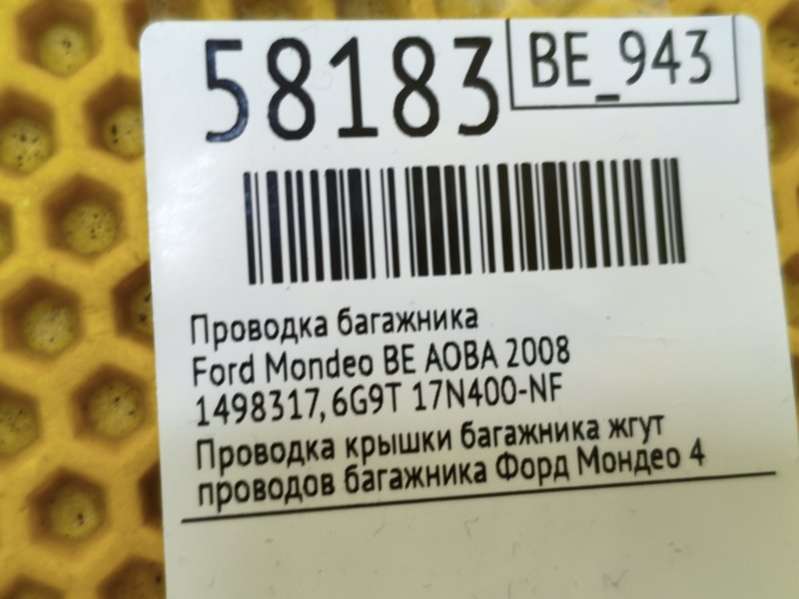 58183
BE_943
Проводка багажника
Ford Mondeo BE AOBA 2008
1498317, 6G9T 17N400-NF
Проводка крышки багажника жгут
проводов багажника Форд Мондео 4